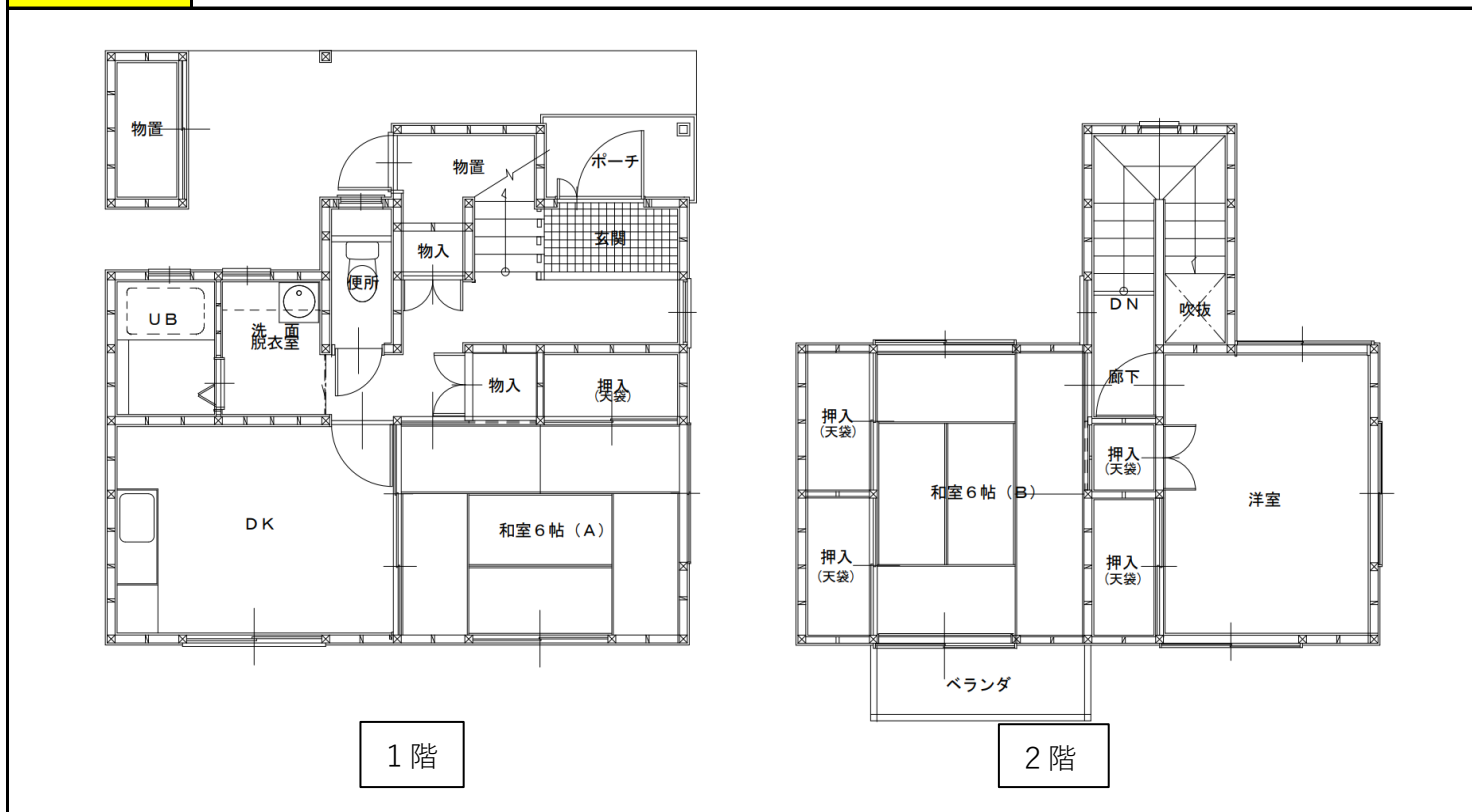 物置
物置
ポーチ
玄関
物入
便所
ＵＢ
洗　面
脱衣室
物入
押入
（天袋）
ＤＫ
和室６帖（Ａ）
1階
ＤＮ
吹抜
廊下
押入
（天袋）
押入
（天袋）
和室６帖（Ｂ）
洋室
押入
（天袋）
押入
（天袋）
ベランダ
2階